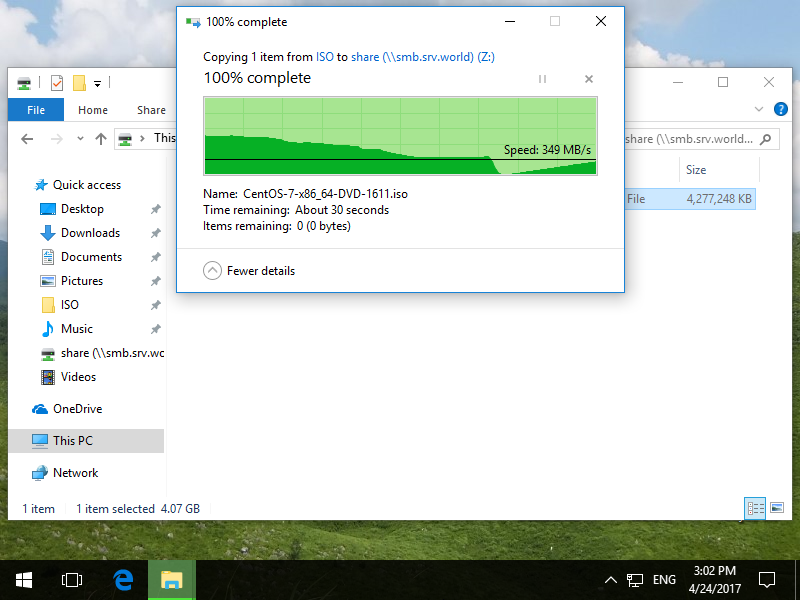 100% complete
Copying 1 item from ISO to share (\\smb.srv.world) (Z:)
100% complete
Speed: 349 MB/s
Name: CentOS-7-x86_64-DVD-1611.iso
Time remaining: About 30 seconds
Items remaining: 0 (0 bytes)
Fewer details
File Home Share
This
share (\\smb.srv.world...
Size
File 4,277,248 KB
Quick access
Desktop
Downloads
Documents
Pictures
ISO
Music
share (\\smb.srv.wo
Videos
OneDrive
This PC
Network
1 item 1 item selected 4.07 GB
ENG
3:02 PM
4/24/2017